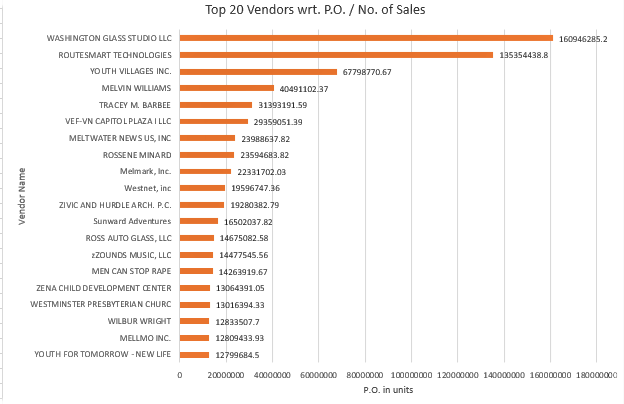 Top 20 Vendors wrt. P.O. / No. of Sales
Vendor Name
WASHINGTON GLASS STUDIO LLC 160946285.2
ROUTESMART TECHNOLOGIES 135354438.8
YOUTH VILLAGES INC. 67798770.67
MELVIN WILLIAMS 40491102.37
TRACEY M. BARBEE 31393191.59
VEF-VN CAPITOL PLAZA I LLC 29359051.39
MELTWATER NEWS US, INC 23988637.82
ROSSENE MINARD 23594683.82
Melmark, Inc. 22331702.03
Westnet, inc 19596747.36
ZIVIC AND HURDLE ARCH. P.C. 19280382.79
Sunward Adventures 16502037.82
ROSS AUTO GLASS, LLC 14675082.58
zZOUNDS MUSIC, LLC 14477545.56
MEN CAN STOP RAPE 14263919.67
ZENA CHILD DEVELOPMENT CENTER 13064391.05
WESTMINSTER PRESBYTERIAN CHURC 13016394.33
WILBUR WRIGHT 12833507.7
MELLMO INC. 12809433.93
YOUTH FOR TOMORROW - NEW LIFE 12799684.5
0 20000000 40000000 60000000 80000000 100000000 120000000 140000000 160000000 180000000
P.O. in units